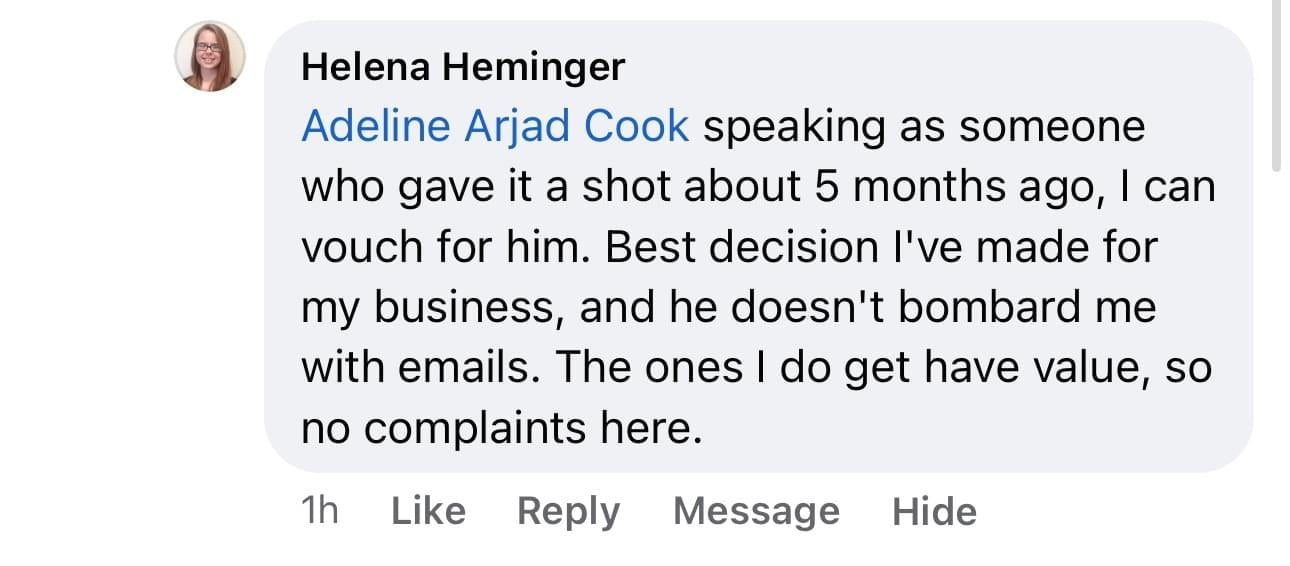 Helena Heminger
Adeline Arjad Cook speaking as someone
who gave it a shot about 5 months ago, I can
vouch for him. Best decision I've made for
my business, and he doesn't bombard me
with emails. The ones I do get have value, so
no complaints here.
1h Like Reply Message Hide